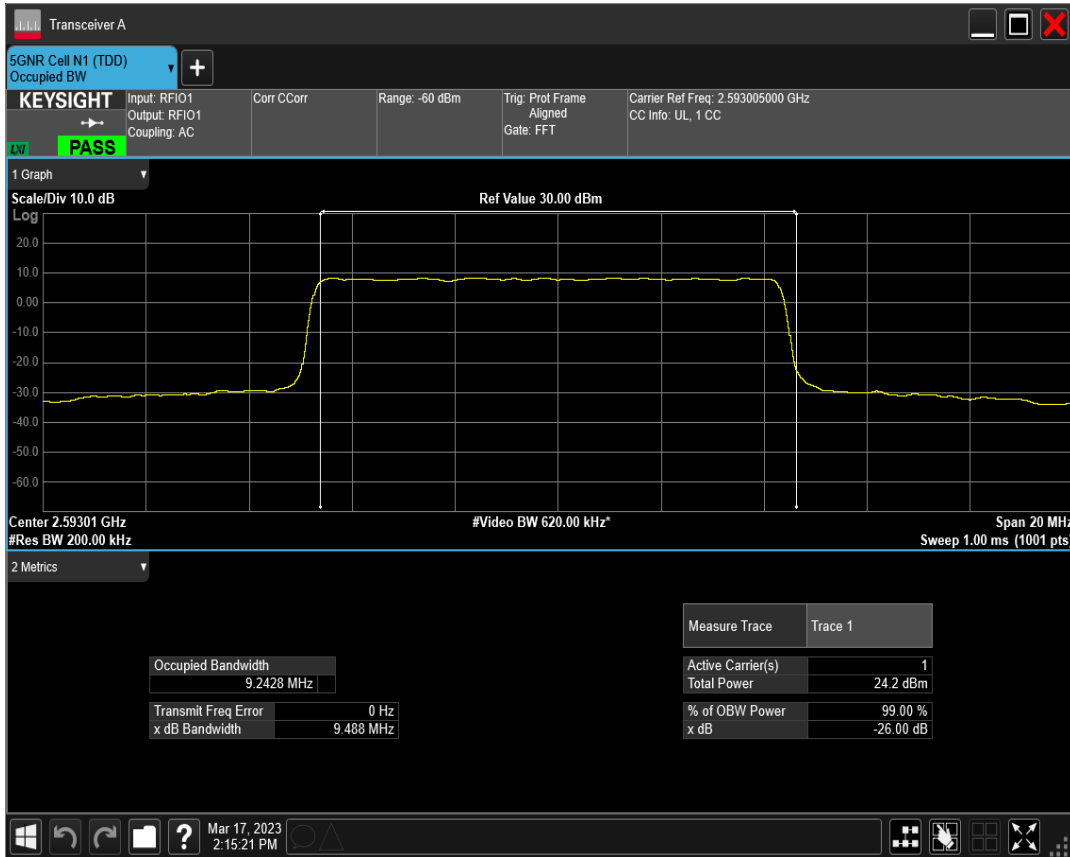 Transceiver A
5GNR Cell N1 (TDD)
Occupied BW
KEYSIGHT
LXI
PASS
Input: RFIO1
Output: RFIO1
Coupling: AC
Corr CCorr
Range: -60 dBm
Trig: Prot Frame
Aligned
Gate: FFT
Carrier Ref Freq: 2.593005000 GHz
CC Info: UL, 1 CC
1 Graph
Scale/Div 10.0 dB
Ref Value 30.00 dBm
Log
20.0
10.0
0.00
-10.0
-20.0
-30.0
-40.0
-50.0
-60.0
Center 2.59301 GHz
#Video BW 620.00 kHz*
Span 20 MHz
#Res BW 200.00 kHz
Sweep 1.00 ms (1001 pts)
2 Metrics
Measure Trace Trace 1
Occupied Bandwidth
9.2428 MHz
Active Carrier(s) 1
Total Power 24.2 dBm
Transmit Freq Error 0 Hz
x dB Bandwidth 9.488 MHz
% of OBW Power 99.00 %
x dB -26.00 dB
Mar 17, 2023
2:15:21 PM